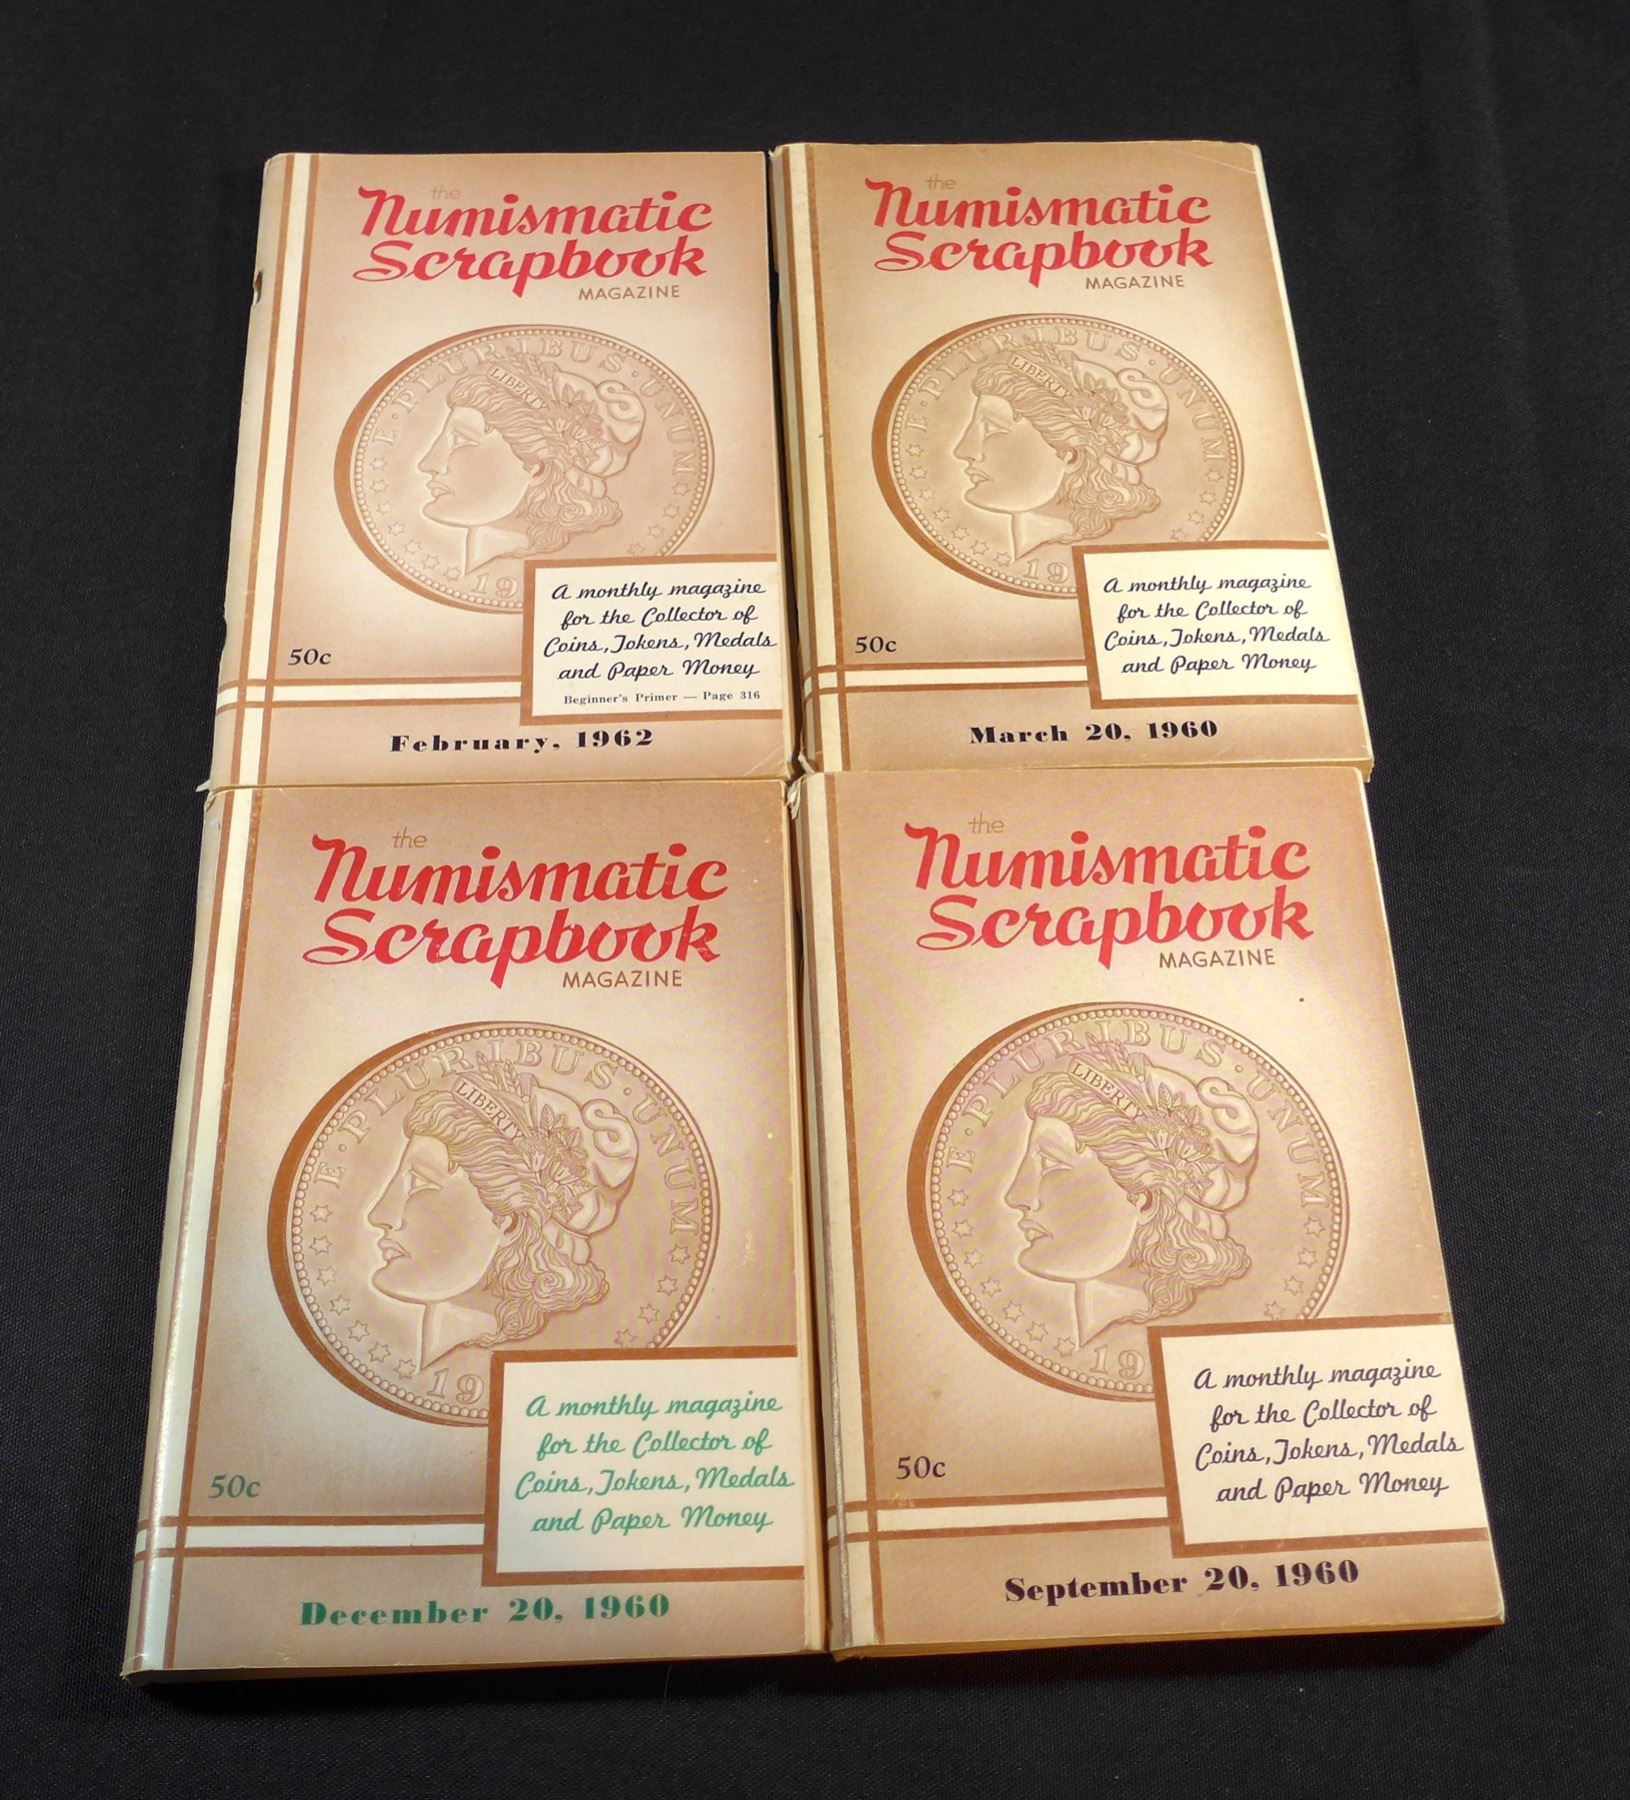 the
Numismatic
Scrapbook
MAGAZINE
E · PLURIBUS · UNUM
LIBERTY
19
50c
A monthly magazine
for the Collector of
Coins, Tokens, Medals
and Paper Money
Beginner's Primer — Page 316
February, 1962
the
Numismatic
Scrapbook
MAGAZINE
E · PLURIBUS · UNUM
LIBERTY
19
50c
A monthly magazine
for the Collector of
Coins, Tokens, Medals
and Paper Money
March 20, 1960
the
Numismatic
Scrapbook
MAGAZINE
E · PLURIBUS · UNUM
LIBERTY
19
50c
A monthly magazine
for the Collector of
Coins, Tokens, Medals
and Paper Money
December 20, 1960
the
Numismatic
Scrapbook
MAGAZINE
E · PLURIBUS · UNUM
LIBERTY
19
50c
A monthly magazine
for the Collector of
Coins, Tokens, Medals
and Paper Money
September 20, 1960